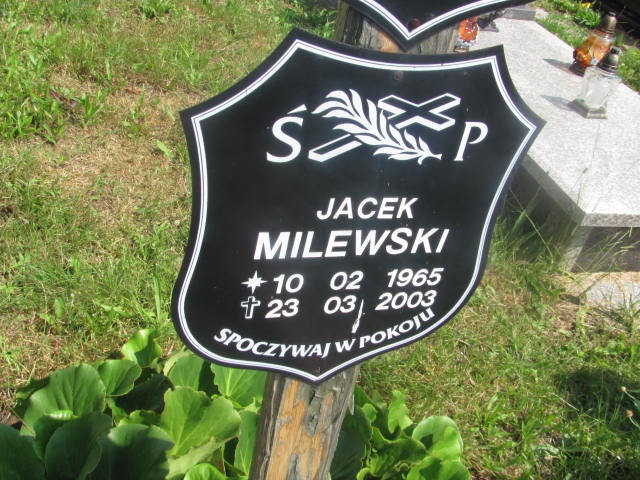 Ś P
JACEK
MILEWSKI
10 02 1965
23 03 2003
SPOCZYWAJ W POKOJU